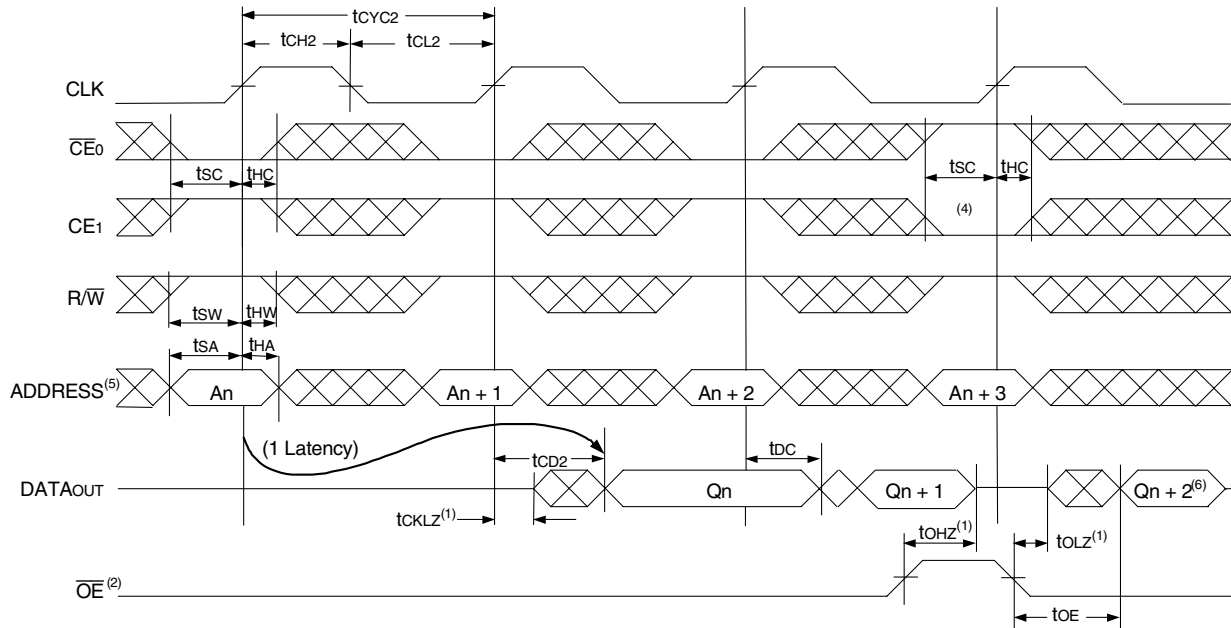 tCYC2
tCH2 tCL2
CLK
CE0
tSC tHC tSC tHC
CE1 (4)
R/W
tSW tHW
tSA tHA
ADDRESS(5) An An + 1 An + 2 An + 3
(1 Latency) tCD2 tDC
DATAOUT Qn Qn + 1 Qn + 2(6)
tCKLZ(1) tOHZ(1) tOLZ(1)
OE(2)
tOE